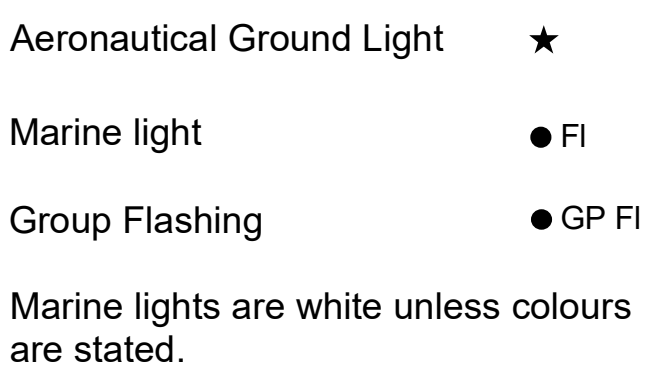 Aeronautical Ground Light ★
Marine light ● Fl
Group Flashing ● GP Fl
Marine lights are white unless colours
are stated.